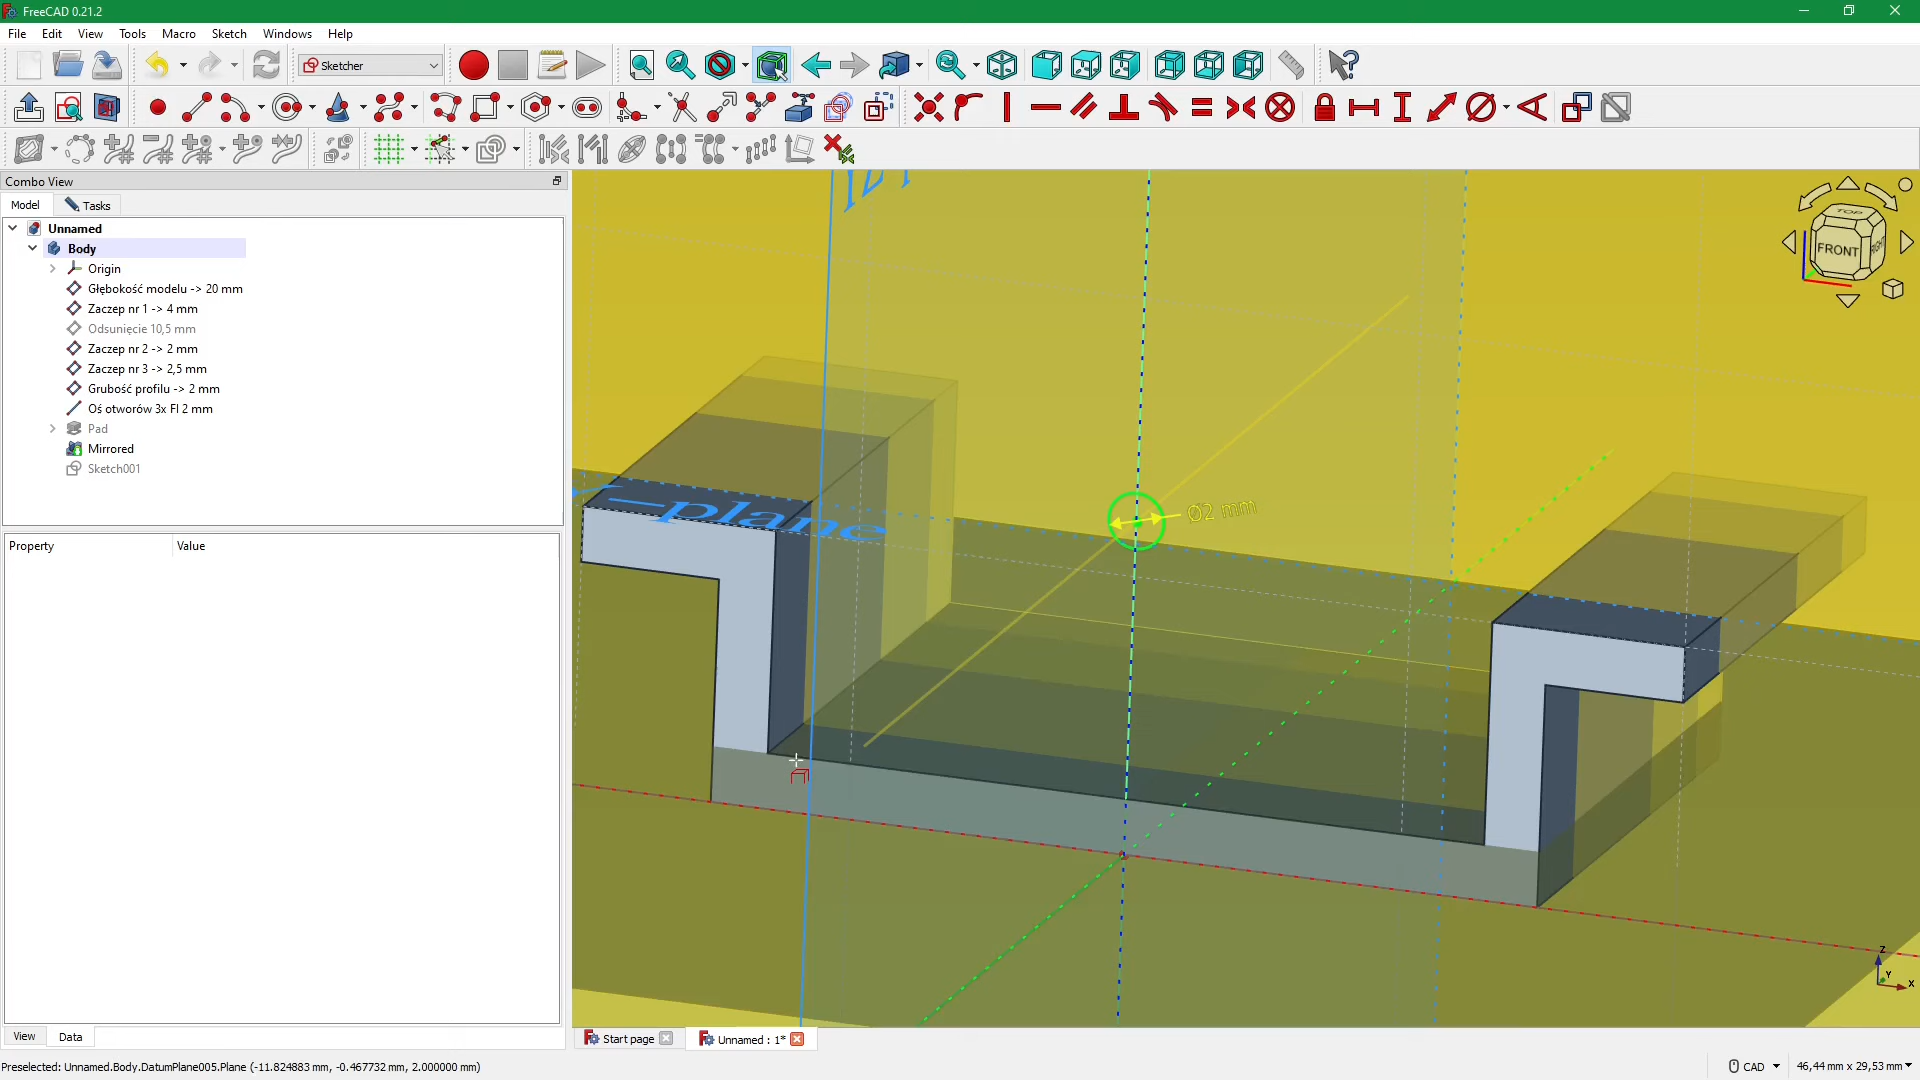 FreeCAD 0.21.2
File Edit View Tools Macro Sketch Windows Help
Sketcher
Combo View
Model Tasks
Unnamed
Body
Origin
Głębokość modelu -> 20 mm
Zaczep nr 1 -> 4 mm
Odsunięcie 10,5 mm
Zaczep nr 2 -> 2 mm
Zaczep nr 3 -> 2,5 mm
Grubość profilu -> 2 mm
Oś otworów 3x FI 2 mm
Pad
Mirrored
Sketch001
Property Value
View Data
TOP
FRONT
RIGHT
plane
Ø2 mm
Z
Y
X
Start page
Unnamed : 1*
Preselected: Unnamed.Body.DatumPlane005.Plane (-11.824883 mm, -0.467732 mm, 2.000000 mm)
CAD
46,44 mm x 29,53 mm